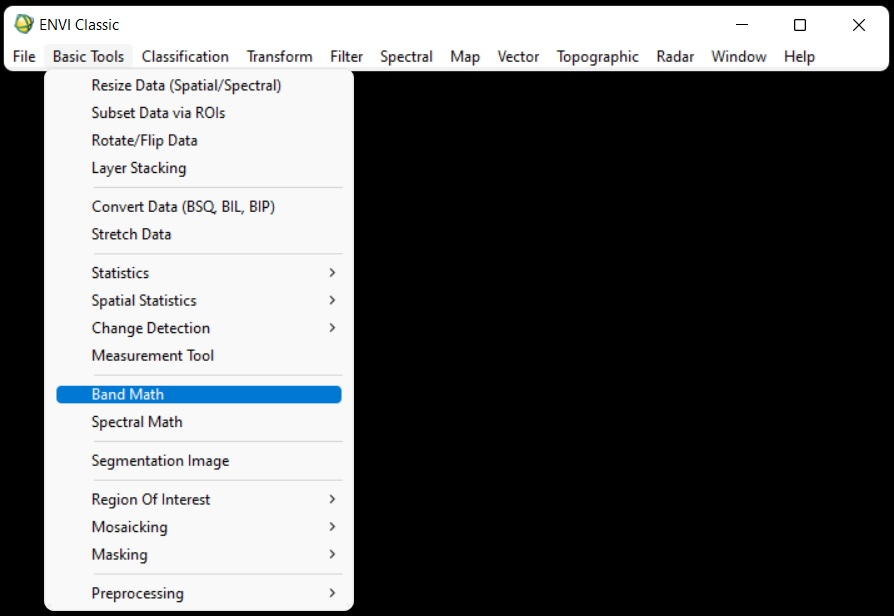 ENVI Classic
File Basic Tools Classification Transform Filter Spectral Map Vector Topographic Radar Window Help
Resize Data (Spatial/Spectral)
Subset Data via ROIs
Rotate/Flip Data
Layer Stacking
Convert Data (BSQ, BIL, BIP)
Stretch Data
Statistics
Spatial Statistics
Change Detection
Measurement Tool
Band Math
Spectral Math
Segmentation Image
Region Of Interest
Mosaicking
Masking
Preprocessing